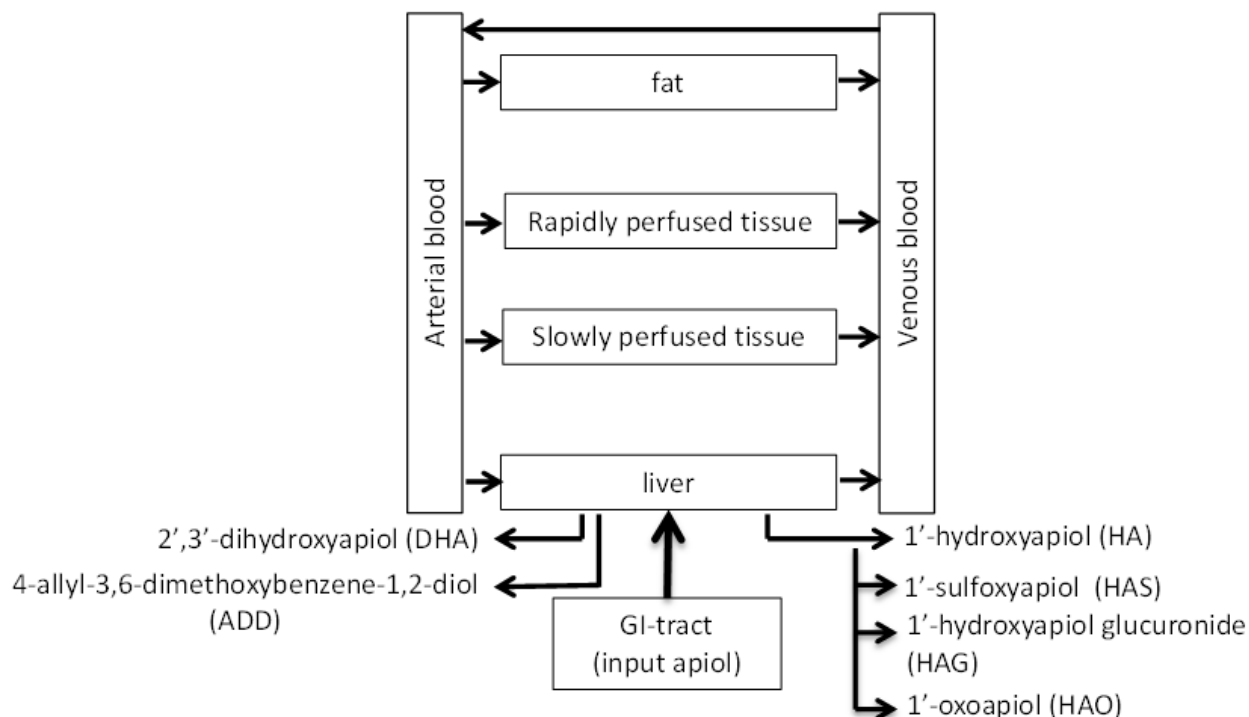 Arterial blood
fat
Rapidly perfused tissue
Slowly perfused tissue
liver
Venous blood
2’,3’-dihydroxyapiol (DHA)
4-allyl-3,6-dimethoxybenzene-1,2-diol
(ADD)
GI-tract
(input apiol)
1’-hydroxyapiol (HA)
1’-sulfoxyapiol (HAS)
1’-hydroxyapiol glucuronide
(HAG)
1’-oxoapiol (HAO)